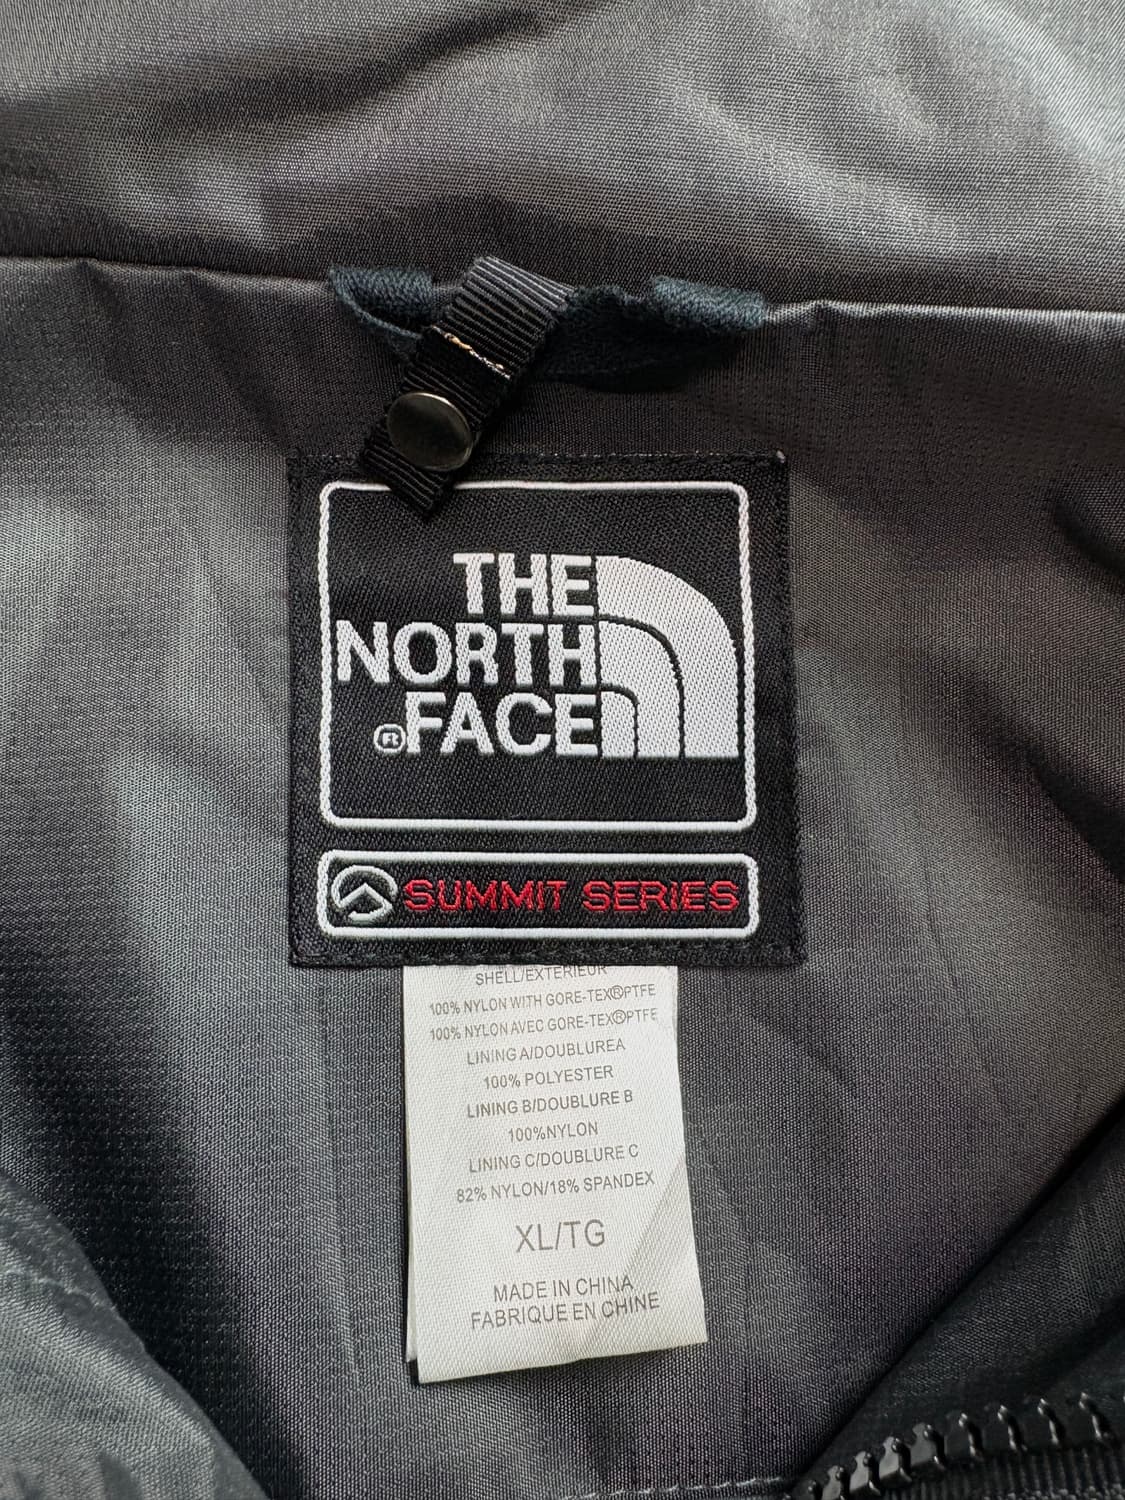 THE
NORTH
®FACE
SUMMIT SERIES
SHELL/EXTERIEUR
100% NYLON WITH GORE-TEX®PTFE
100% NYLON AVEC GORE-TEX®PTFE
LINING A/DOUBLUREA
100% POLYESTER
LINING B/DOUBLURE B
100%NYLON
LINING C/DOUBLURE C
82% NYLON/18% SPANDEX
XL/TG
MADE IN CHINA
FABRIQUE EN CHINE